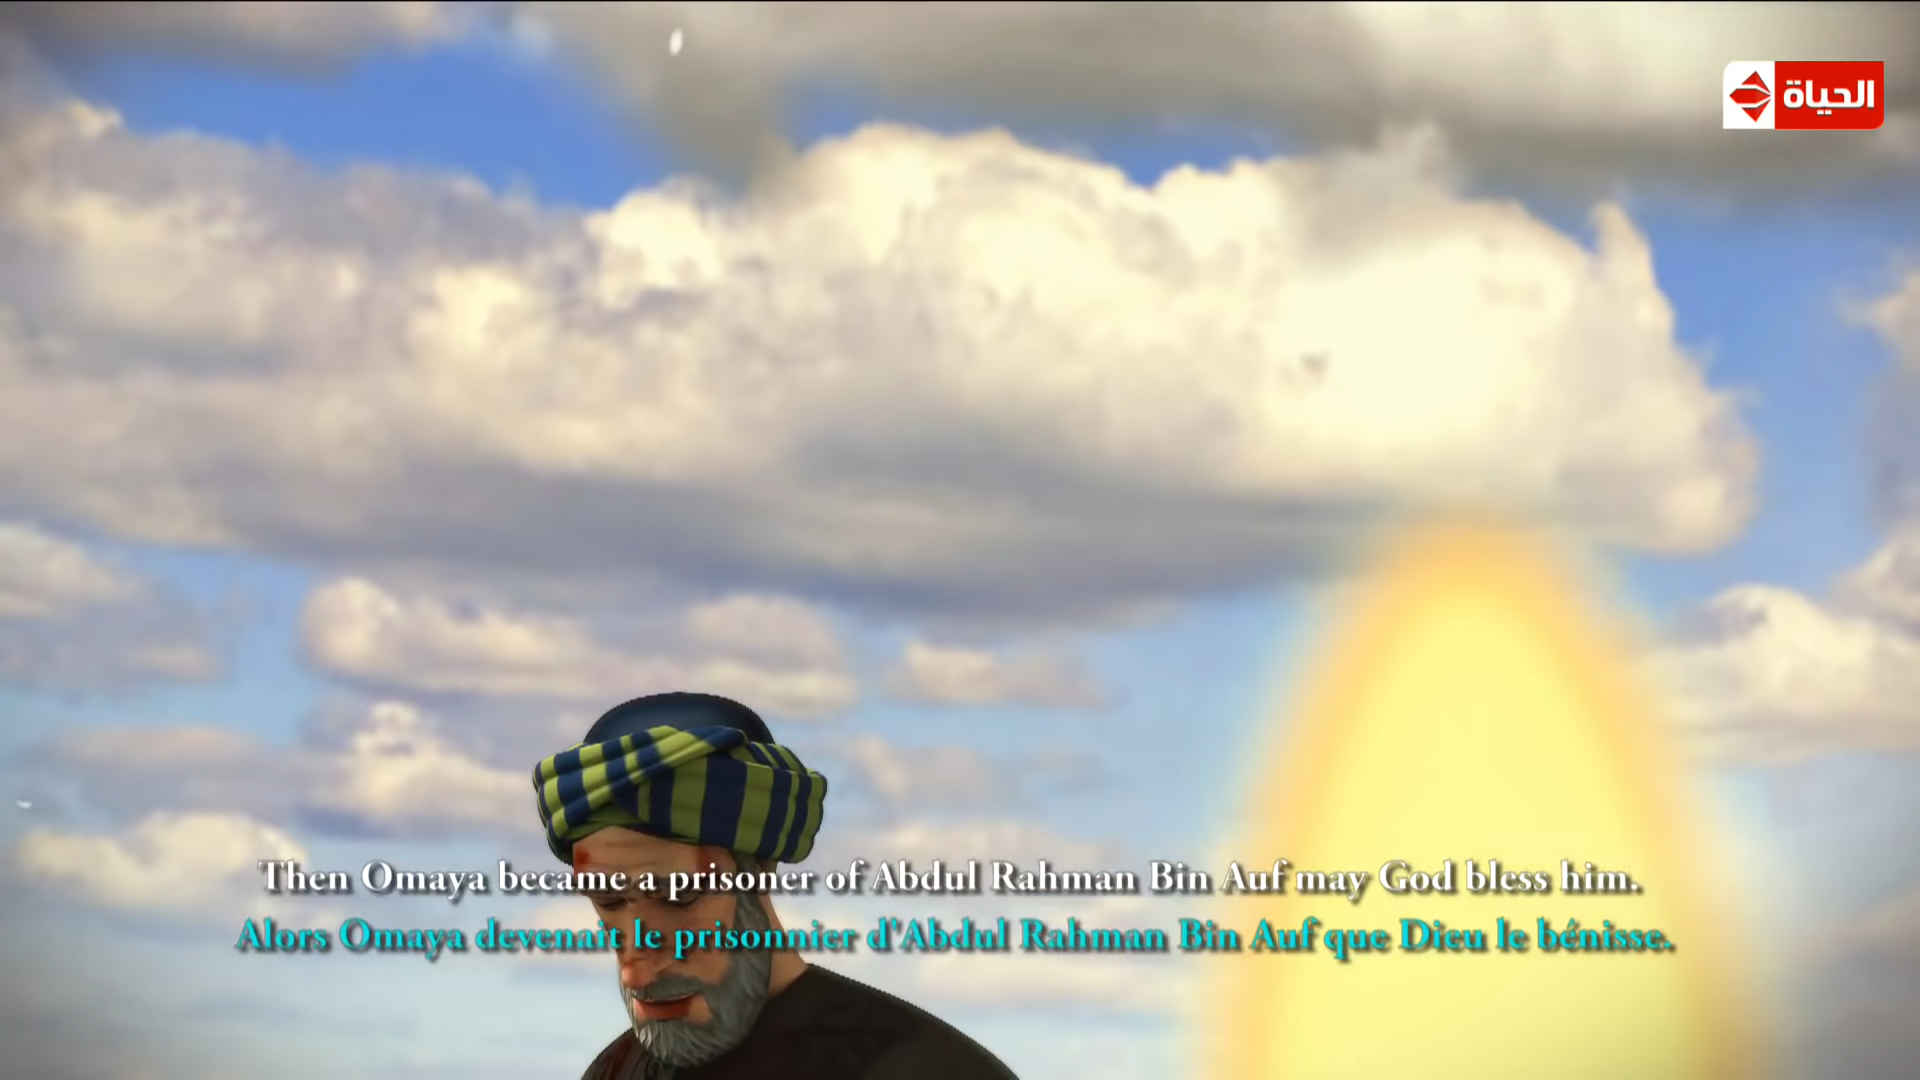 الحياة
Then Omaya became a prisoner of Abdul Rahman Bin Auf may God bless him.
Alors Omaya devenait le prisonnier d'Abdul Rahman Bin Auf que Dieu le bénisse.